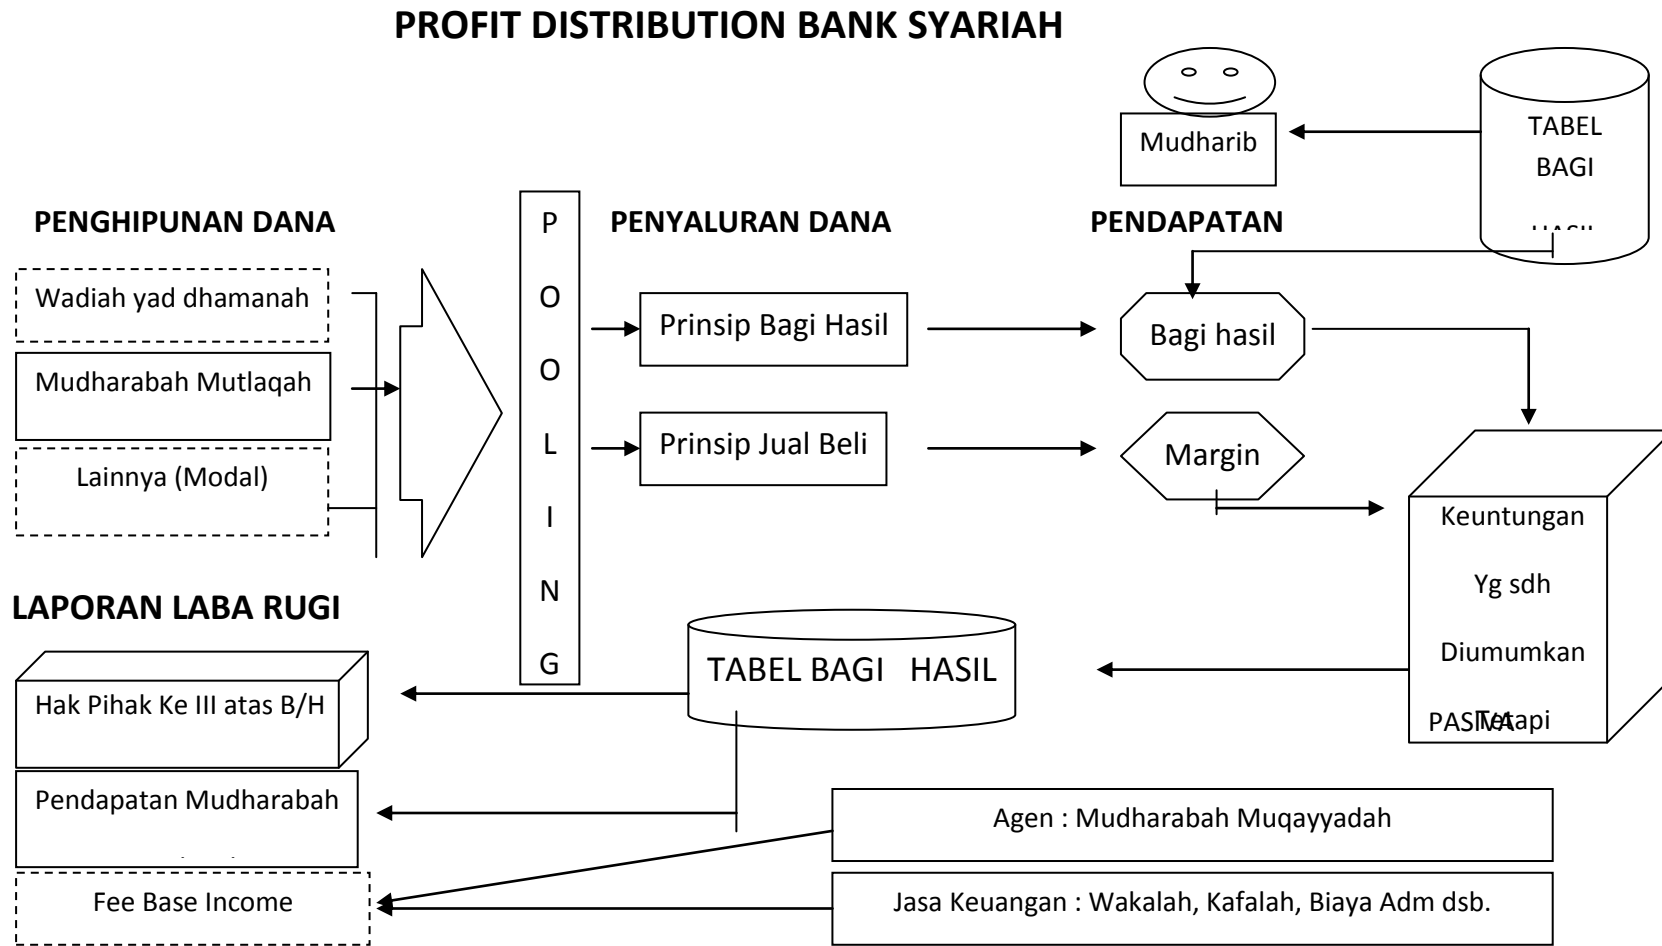 PROFIT DISTRIBUTION BANK SYARIAH
Mudharib
TABEL
BAGI
PENGHIPUNAN DANA
P
O
O
L
I
N
G
PENYALURAN DANA
PENDAPATAN
Wadiah yad dhamanah
Mudharabah Mutlaqah
Lainnya (Modal)
Prinsip Bagi Hasil
Prinsip Jual Beli
Bagi hasil
Margin
Keuntungan
Yg sdh
Diumumkan
Tetapi
PASIVA
LAPORAN LABA RUGI
TABEL BAGI HASIL
Hak Pihak Ke III atas B/H
Pendapatan Mudharabah
Fee Base Income
Agen : Mudharabah Muqayyadah
Jasa Keuangan : Wakalah, Kafalah, Biaya Adm dsb.